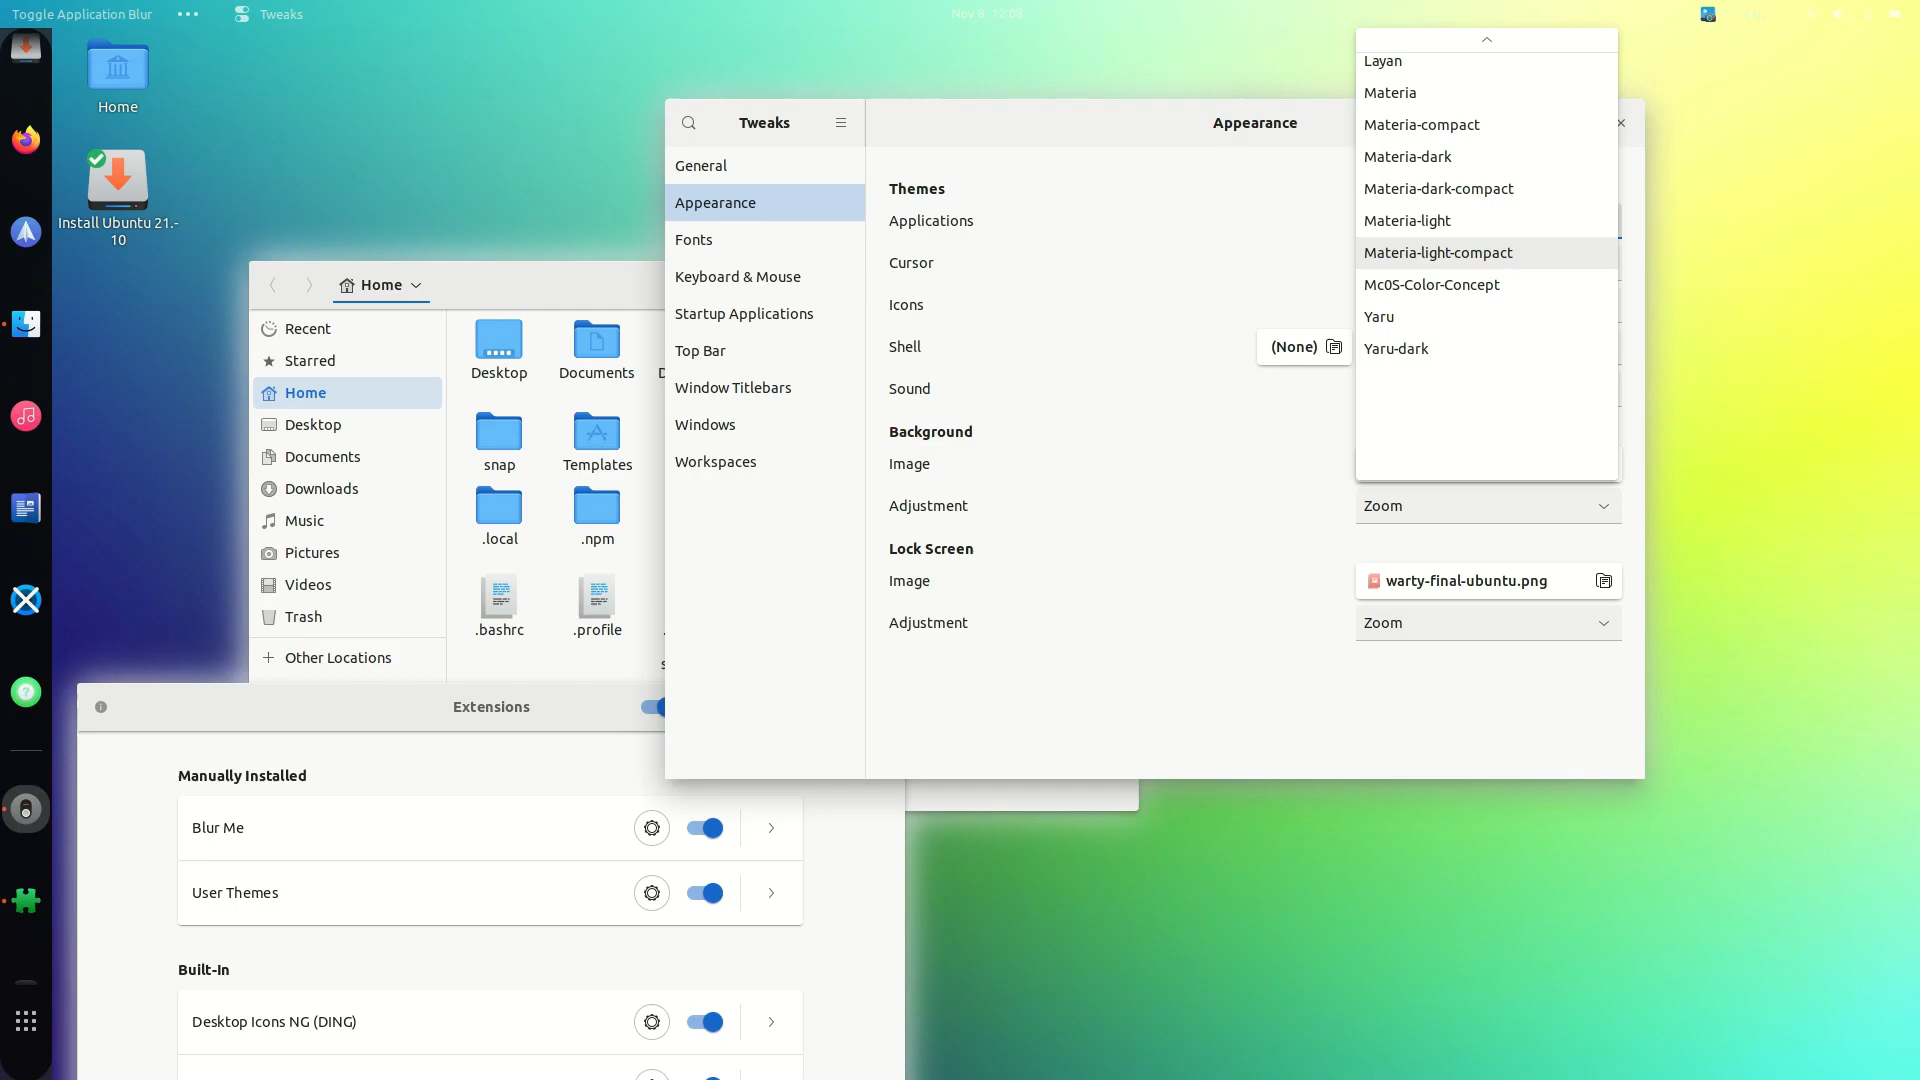 Toggle Application Blur
Tweaks
Nov 8 12:08
Home
Install Ubuntu 21.-
10
Home
Recent
Starred
Home
Desktop
Documents
Downloads
Music
Pictures
Videos
Trash
Other Locations
Desktop
Documents
snap
Templates
.local
.npm
.bashrc
.profile
Extensions
Manually Installed
Blur Me
User Themes
Built-In
Desktop Icons NG (DING)
Tweaks
General
Appearance
Fonts
Keyboard & Mouse
Startup Applications
Top Bar
Window Titlebars
Windows
Workspaces
Appearance
Themes
Applications
Cursor
Icons
Shell
(None)
Sound
Background
Image
Adjustment
Zoom
Lock Screen
Image
warty-final-ubuntu.png
Adjustment
Zoom
Layan
Materia
Materia-compact
Materia-dark
Materia-dark-compact
Materia-light
Materia-light-compact
Mc0S-Color-Concept
Yaru
Yaru-dark